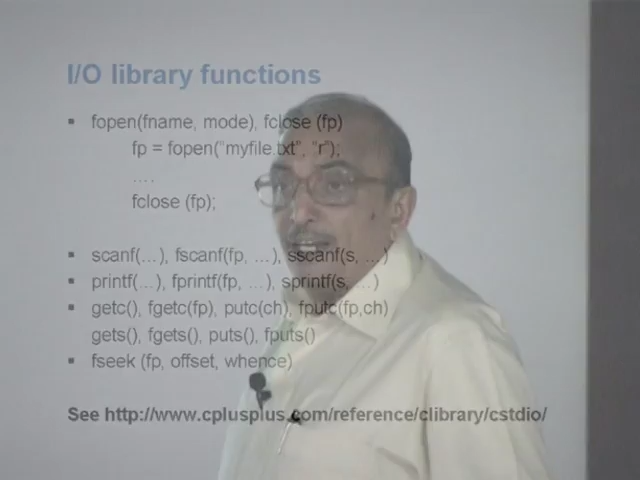 I/O library functions
▪ fopen(fname, mode), fclose (fp)
fp = fopen("myfile.txt", "r");
....
fclose (fp);
▪ scanf(...), fscanf(fp, ...), sscanf(s, ...)
▪ printf(...), fprintf(fp, ...), sprintf(s, ...)
▪ getc(), fgetc(fp), putc(ch), fputc(fp,ch)
gets(), fgets(), puts(), fputs()
▪ fseek (fp, offset, whence)
See http://www.cplusplus.com/reference/clibrary/cstdio/